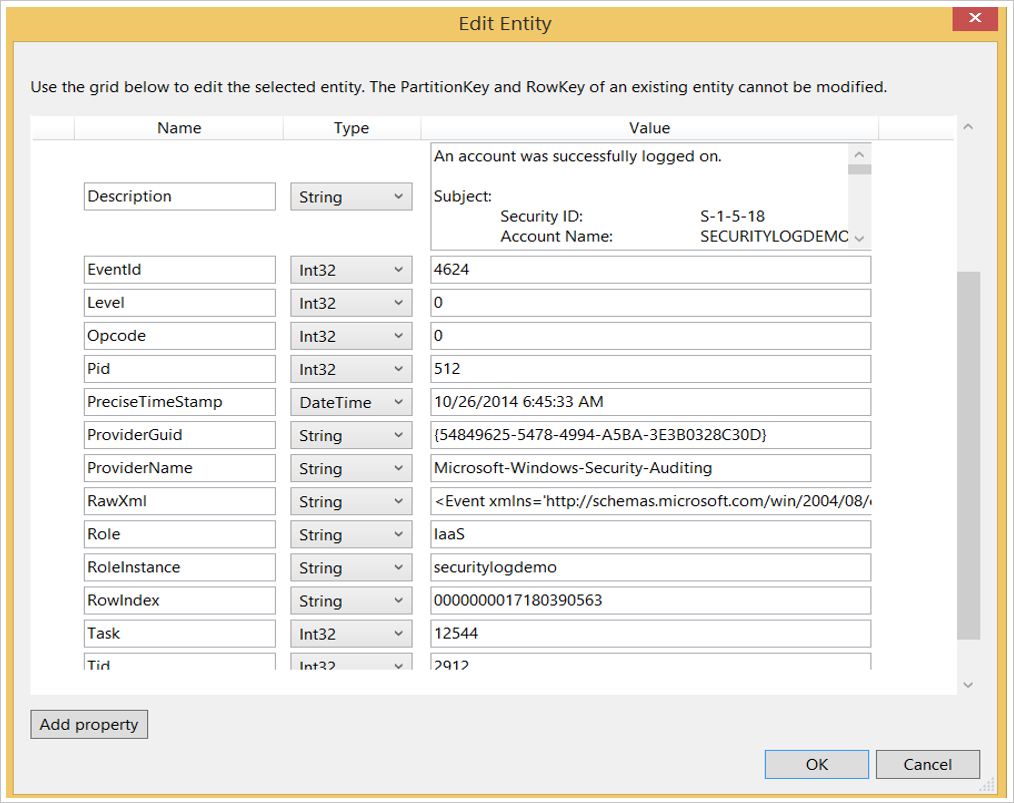 Edit Entity
Use the grid below to edit the selected entity. The PartitionKey and RowKey of an existing entity cannot be modified.
Name Type Value
An account was successfully logged on.
Description String Subject:
Security ID: S-1-5-18
Account Name: SECURITYLOGDEMO
EventId Int32 4624
Level Int32 0
Opcode Int32 0
Pid Int32 512
PreciseTimeStamp DateTime 10/26/2014 6:45:33 AM
ProviderGuid String {54849625-5478-4994-A5BA-3E3B0328C30D}
ProviderName String Microsoft-Windows-Security-Auditing
RawXml String <Event xmlns='http://schemas.microsoft.com/win/2004/08/
Role String IaaS
RoleInstance String securitylogdemo
RowIndex String 0000000017180390563
Task Int32 12544
Tid Int32 2912
Add property
OK Cancel